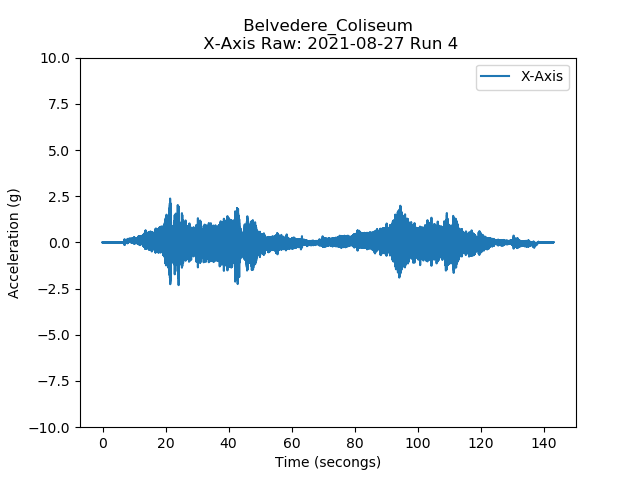 Belvedere_Coliseum
X-Axis Raw: 2021-08-27 Run 4
X-Axis
10.0
7.5
5.0
2.5
0.0
−2.5
−5.0
−7.5
−10.0
Acceleration (g)
0 20 40 60 80 100 120 140
Time (secongs)